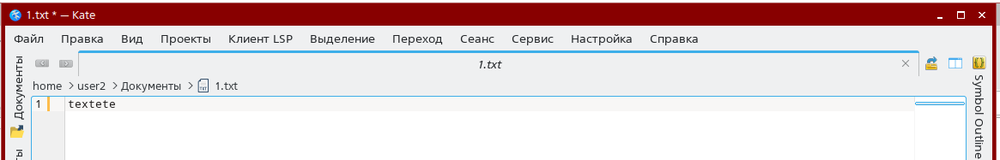 1.txt * — Kate
Файл Правка Вид Проекты Клиент LSP Выделение Переход Сеанс Сервис Настройка Справка
1.txt
home > user2 > Документы > 1.txt
1 textete
Документы
Symbol Outline